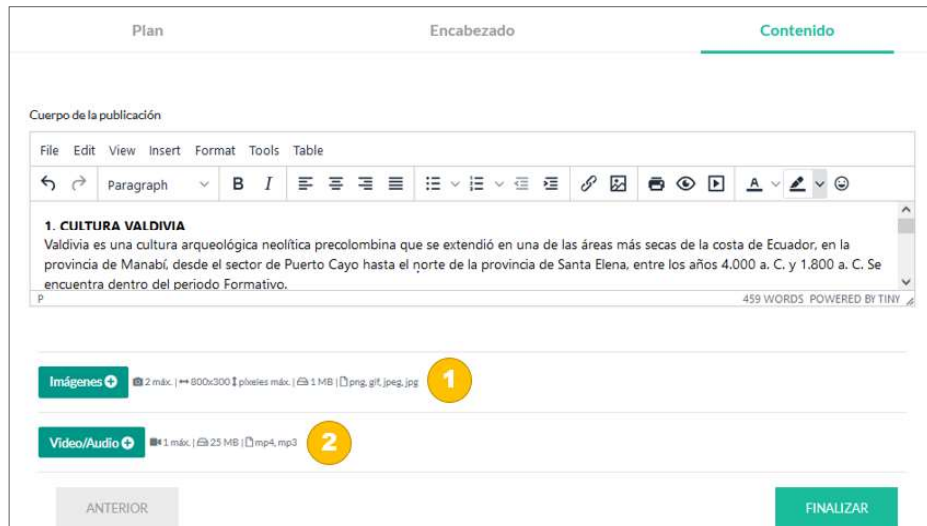 Plan Encabezado Contenido
Cuerpo de la publicación
File Edit View Insert Format Tools Table
Paragraph B I A
1. CULTURA VALDIVIA
Valdivia es una cultura arqueológica neolítica precolombina que se extendió en una de las áreas más secas de la costa de Ecuador, en la
provincia de Manabí, desde el sector de Puerto Cayo hasta el norte de la provincia de Santa Elena, entre los años 4.000 a. C. y 1.800 a. C. Se
encuentra dentro del periodo Formativo.
P 459 WORDS POWERED BY TINY
Imágenes 2 máx. | 800x300 píxeles máx. | 1 MB | png, gif, jpeg, jpg 1
Video/Audio 1 máx. | 25 MB | mp4, mp3 2
ANTERIOR FINALIZAR